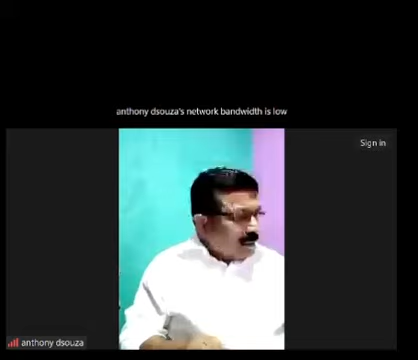 anthony dsouza's network bandwidth is low
Sign in
anthony dsouza